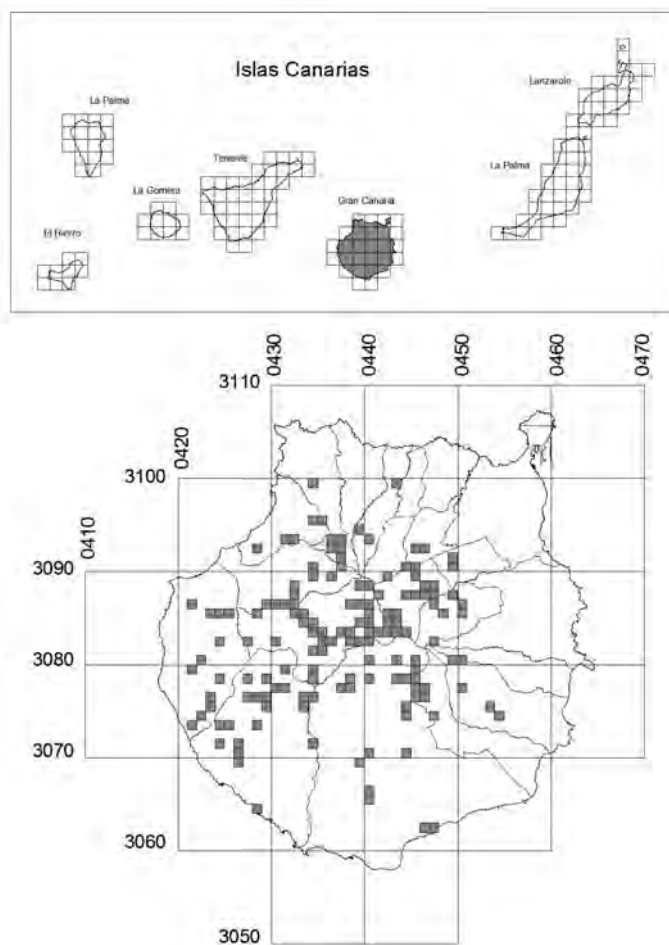 Islas Canarias
Lanzarote
La Palma
La Palma
Tenerife
La Gomera
Gran Canaria
El Hierro
0430
0440
0450
0460
0470
3110
0420
3100
0410
3090
3080
3070
3060
3050